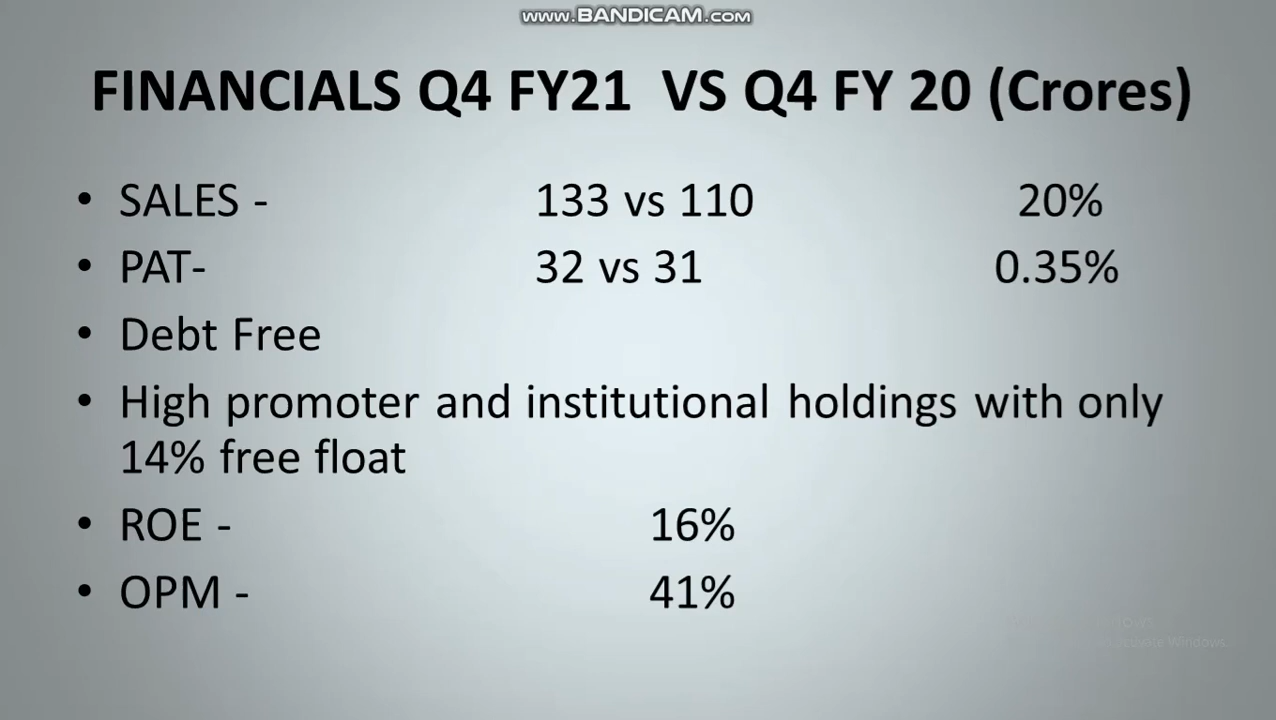 www.BANDICAM.com
FINANCIALS Q4 FY21 VS Q4 FY 20 (Crores)
• SALES - 133 vs 110 20%
• PAT- 32 vs 31 0.35%
• Debt Free
• High promoter and institutional holdings with only
14% free float
• ROE - 16%
• OPM - 41%
Windows.